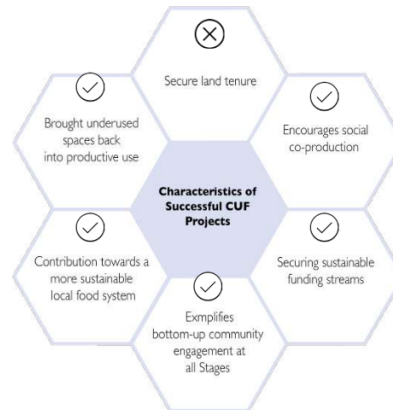 Secure land tenure
Brought underused
spaces back
into productive use
Encourages social
co-production
Characteristics of
Successful CUF
Projects
Contribution towards a
more sustainable
local food system
Securing sustainable
funding streams
Exmplifies
bottom-up community
engagement at
all Stages